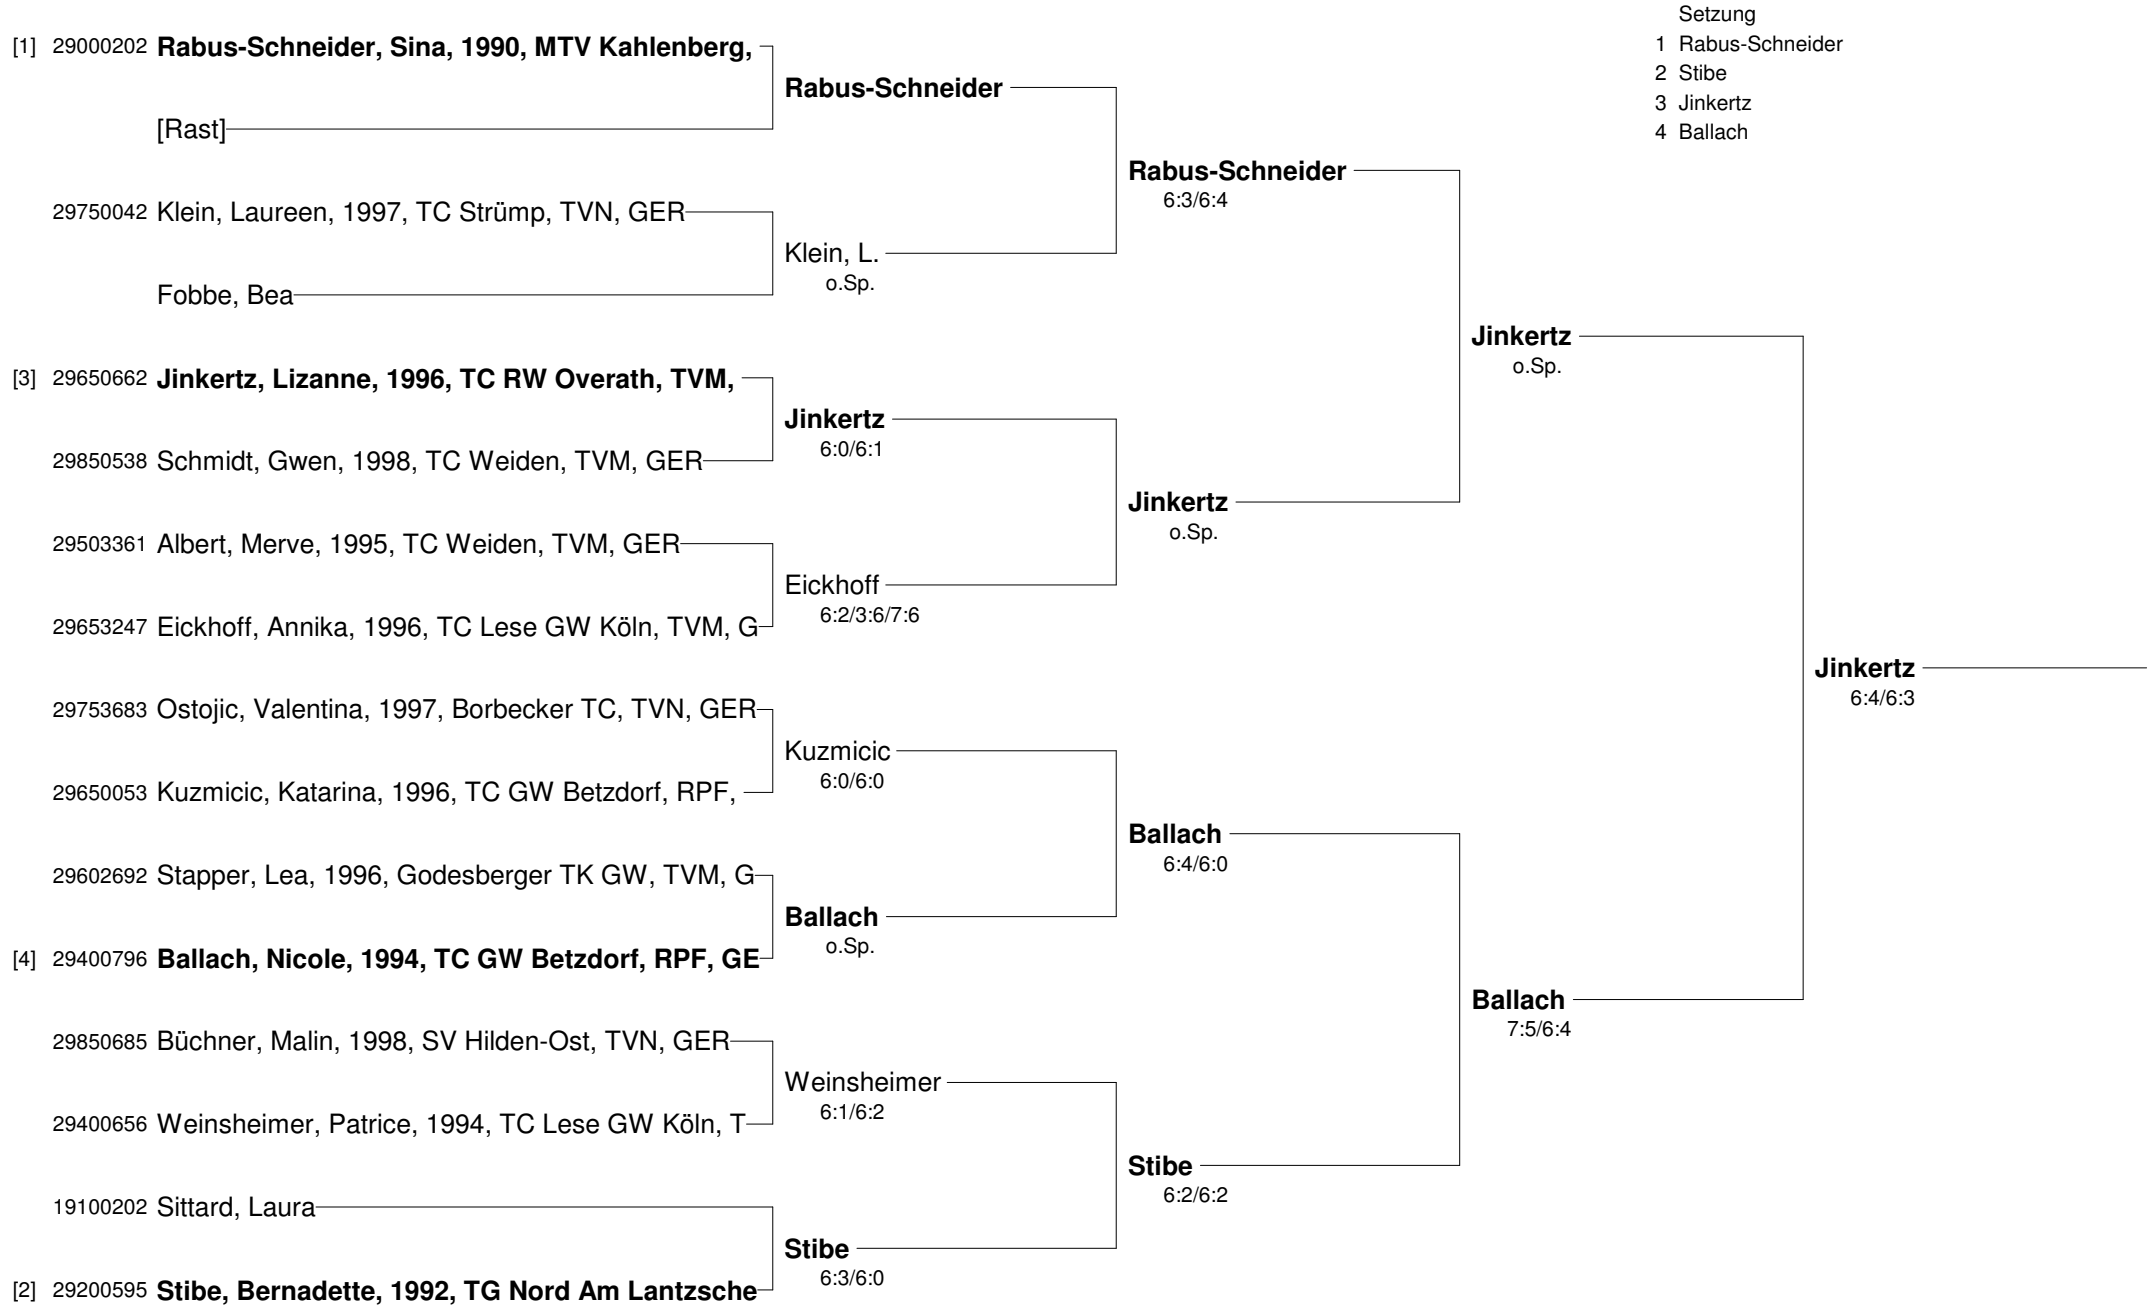 Setzung
1 Rabus-Schneider
2 Stibe
3 Jinkertz
4 Ballach
[1] 29000202 Rabus-Schneider, Sina, 1990, MTV Kahlenberg,
Rabus-Schneider
[Rast]
Rabus-Schneider
6:3/6:4
29750042 Klein, Laureen, 1997, TC Strümp, TVN, GER
Klein, L.
o.Sp.
Fobbe, Bea
Jinkertz
o.Sp.
[3] 29650662 Jinkertz, Lizanne, 1996, TC RW Overath, TVM,
Jinkertz
6:0/6:1
29850538 Schmidt, Gwen, 1998, TC Weiden, TVM, GER
Jinkertz
o.Sp.
29503361 Albert, Merve, 1995, TC Weiden, TVM, GER
Eickhoff
6:2/3:6/7:6
29653247 Eickhoff, Annika, 1996, TC Lese GW Köln, TVM, G
Jinkertz
6:4/6:3
29753683 Ostojic, Valentina, 1997, Borbecker TC, TVN, GER
Kuzmicic
6:0/6:0
29650053 Kuzmicic, Katarina, 1996, TC GW Betzdorf, RPF,
Ballach
6:4/6:0
29602692 Stapper, Lea, 1996, Godesberger TK GW, TVM, G
Ballach
o.Sp.
[4] 29400796 Ballach, Nicole, 1994, TC GW Betzdorf, RPF, GE
Ballach
7:5/6:4
29850685 Büchner, Malin, 1998, SV Hilden-Ost, TVN, GER
Weinsheimer
6:1/6:2
29400656 Weinsheimer, Patrice, 1994, TC Lese GW Köln, T
Stibe
6:2/6:2
19100202 Sittard, Laura
Stibe
6:3/6:0
[2] 29200595 Stibe, Bernadette, 1992, TG Nord Am Lantzsche